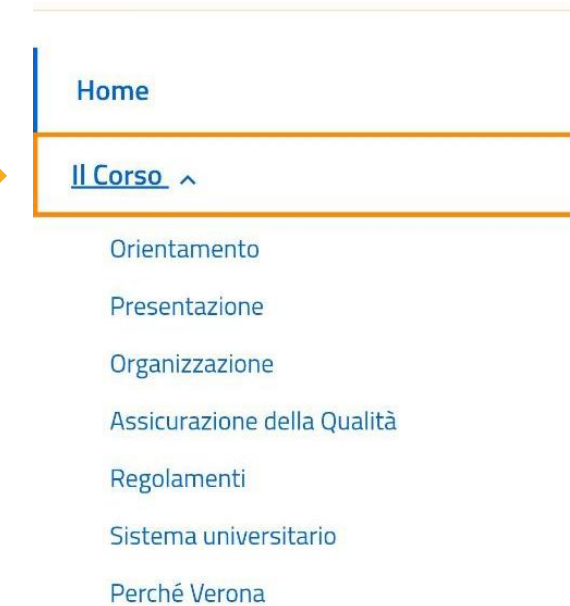 Home
Il Corso
Orientamento
Presentazione
Organizzazione
Assicurazione della Qualità
Regolamenti
Sistema universitario
Perché Verona